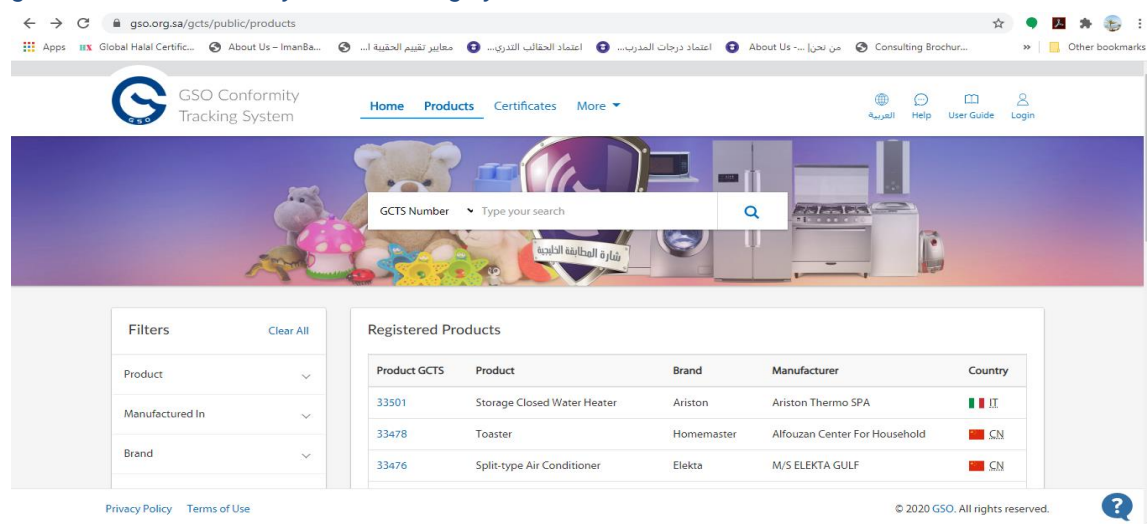 gso.org.sa/gcts/public/products
Apps Global Halal Certific... About Us – ImanBa... معايير تقييم الحقيبة ا... اعتماد الحقائب التدري... اعتماد درجات المدرب... About Us -... من نحن| Consulting Brochur... » Other bookmarks
GSO Conformity
Tracking System
GSO
Home Products Certificates More
العربية Help User Guide Login
GCTS Number Type your search
شارة المطابقة الخليجية
Filters Clear All
Product
Manufactured In
Brand
Registered Products
Product GCTS Product Brand Manufacturer Country
33501 Storage Closed Water Heater Ariston Ariston Thermo SPA IT
33478 Toaster Homemaster Alfouzan Center For Household CN
33476 Split-type Air Conditioner Elekta M/S ELEKTA GULF CN
Privacy Policy Terms of Use © 2020 GSO. All rights reserved.
?